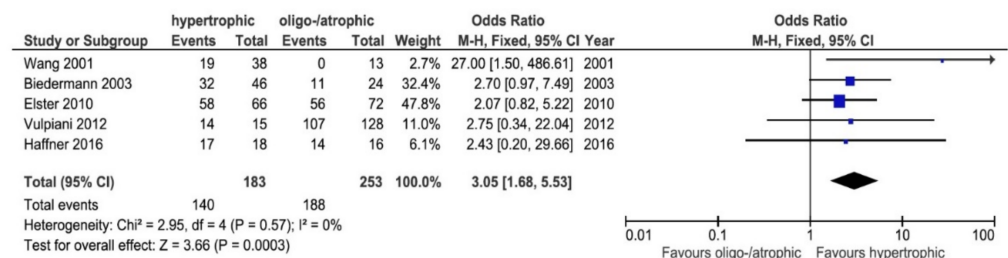 hypertrophic oligo-/atrophic Odds Ratio Odds Ratio
Study or Subgroup Events Total Events Total Weight M-H, Fixed, 95% CI Year M-H, Fixed, 95% CI
Wang 2001 19 38 0 13 2.7% 27.00 [1.50, 486.61] 2001
Biedermann 2003 32 46 11 24 32.4% 2.70 [0.97, 7.49] 2003
Elster 2010 58 66 56 72 47.8% 2.07 [0.82, 5.22] 2010
Vulpiani 2012 14 15 107 128 11.0% 2.75 [0.34, 22.04] 2012
Haffner 2016 17 18 14 16 6.1% 2.43 [0.20, 29.66] 2016
Total (95% CI) 183 253 100.0% 3.05 [1.68, 5.53]
Total events 140 188
Heterogeneity: Chi² = 2.95, df = 4 (P = 0.57); I² = 0%
Test for overall effect: Z = 3.66 (P = 0.0003)
0.01 0.1 1 10 100
Favours oligo-/atrophic Favours hypertrophic